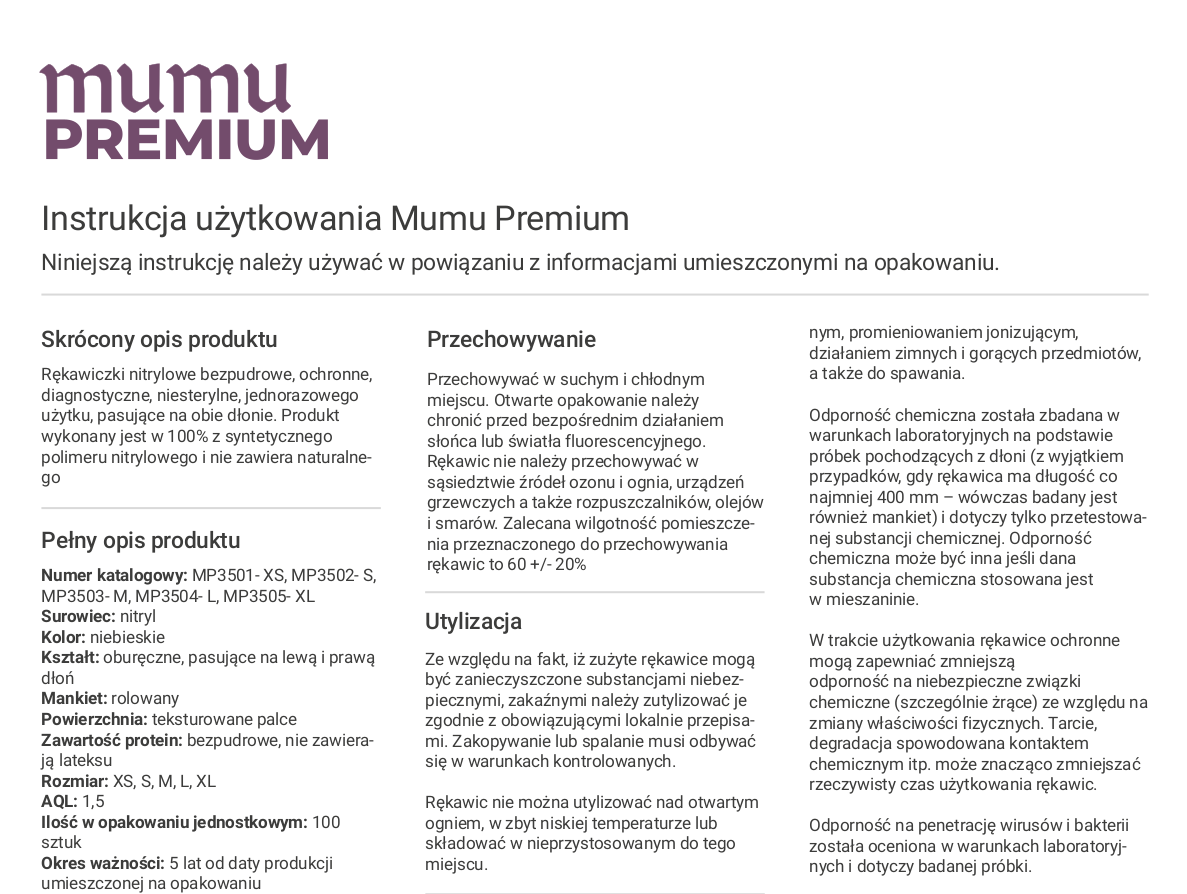 mumu
PREMIUM
Instrukcja użytkowania Mumu Premium
Niniejszą instrukcję należy używać w powiązaniu z informacjami umieszczonymi na opakowaniu.
Skrócony opis produktu
Rękawiczki nitrylowe bezpudrowe, ochronne,
diagnostyczne, niesterylne, jednorazowego
użytku, pasujące na obie dłonie. Produkt
wykonany jest w 100% z syntetycznego
polimeru nitrylowego i nie zawiera naturalne-
go
Pełny opis produktu
Numer katalogowy: MP3501- XS, MP3502- S,
MP3503- M, MP3504- L, MP3505- XL
Surowiec: nitryl
Kolor: niebieskie
Kształt: oburęczne, pasujące na lewą i prawą
dłoń
Mankiet: rolowany
Powierzchnia: teksturowane palce
Zawartość protein: bezpudrowe, nie zawiera-
ją lateksu
Rozmiar: XS, S, M, L, XL
AQL: 1,5
Ilość w opakowaniu jednostkowym: 100
sztuk
Okres ważności: 5 lat od daty produkcji
umieszczonej na opakowaniu
Przechowywanie
Przechowywać w suchym i chłodnym
miejscu. Otwarte opakowanie należy
chronić przed bezpośrednim działaniem
słońca lub światła fluorescencyjnego.
Rękawic nie należy przechowywać w
sąsiedztwie źródeł ozonu i ognia, urządzeń
grzewczych a także rozpuszczalników, olejów
i smarów. Zalecana wilgotność pomieszcze-
nia przeznaczonego do przechowywania
rękawic to 60 +/- 20%
Utylizacja
Ze względu na fakt, iż zużyte rękawice mogą
być zanieczyszczone substancjami niebez-
piecznymi, zakaźnymi należy zutylizować je
zgodnie z obowiązującymi lokalnie przepisa-
mi. Zakopywanie lub spalanie musi odbywać
się w warunkach kontrolowanych.
Rękawic nie można utylizować nad otwartym
ogniem, w zbyt niskiej temperaturze lub
składować w nieprzystosowanym do tego
miejscu.
nym, promieniowaniem jonizującym,
działaniem zimnych i gorących przedmiotów,
a także do spawania.
Odporność chemiczna została zbadana w
warunkach laboratoryjnych na podstawie
próbek pochodzących z dłoni (z wyjątkiem
przypadków, gdy rękawica ma długość co
najmniej 400 mm – wówczas badany jest
również mankiet) i dotyczy tylko przetestowa-
nej substancji chemicznej. Odporność
chemiczna może być inna jeśli dana
substancja chemiczna stosowana jest
w mieszaninie.
W trakcie użytkowania rękawice ochronne
mogą zapewniać zmniejszą
odporność na niebezpieczne związki
chemiczne (szczególnie żrące) ze względu na
zmiany właściwości fizycznych. Tarcie,
degradacja spowodowana kontaktem
chemicznym itp. może znacząco zmniejszać
rzeczywisty czas użytkowania rękawic.
Odporność na penetrację wirusów i bakterii
została oceniona w warunkach laboratoryj-
nych i dotyczy badanej próbki.